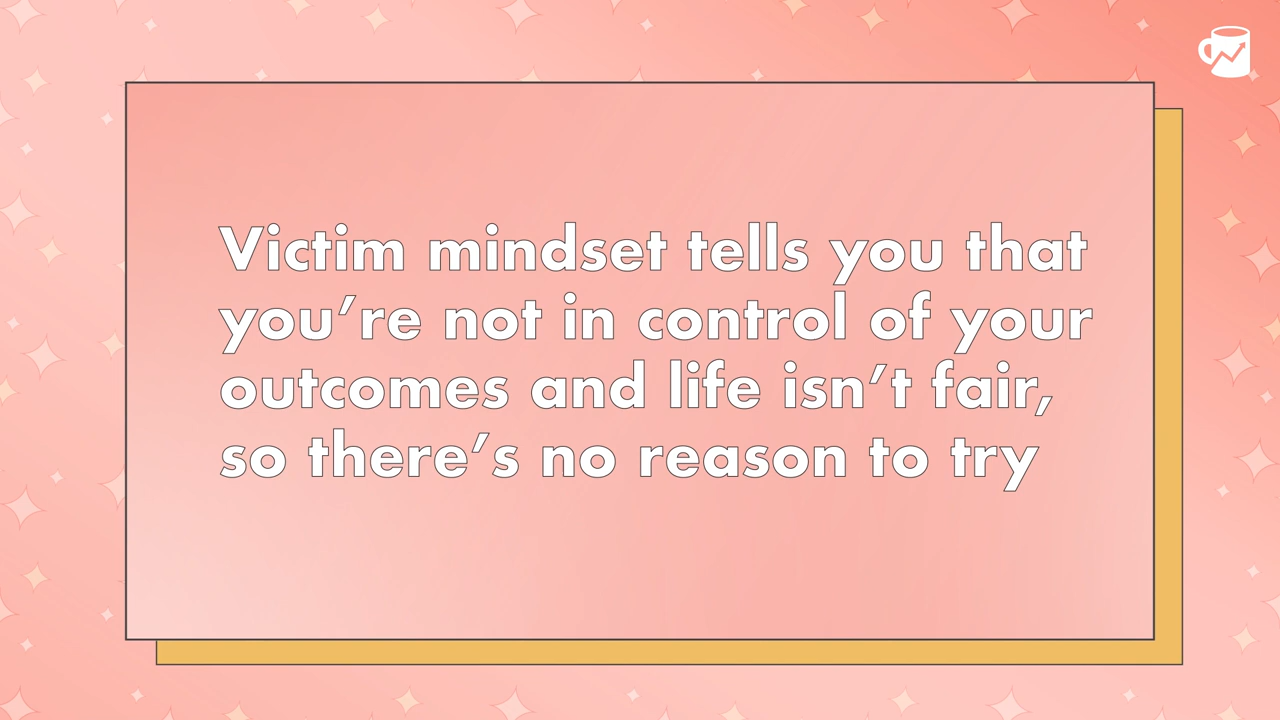 Victim mindset tells you that
you’re not in control of your
outcomes and life isn’t fair,
so there’s no reason to try